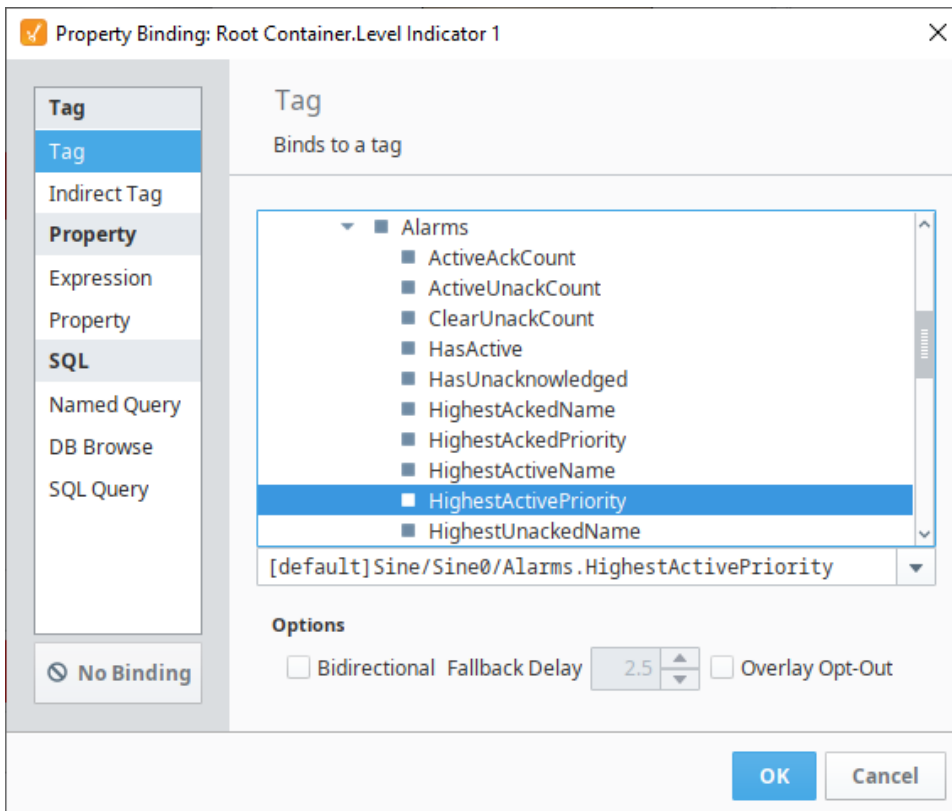 Property Binding: Root Container.Level Indicator 1
Tag
Tag
Indirect Tag
Property
Expression
Property
SQL
Named Query
DB Browse
SQL Query
No Binding
Tag
Binds to a tag
Alarms
ActiveAckCount
ActiveUnackCount
ClearUnackCount
HasActive
HasUnacknowledged
HighestAckedName
HighestAckedPriority
HighestActiveName
HighestActivePriority
HighestUnackedName
[default]Sine/Sine0/Alarms.HighestActivePriority
Options
Bidirectional Fallback Delay 2.5 Overlay Opt-Out
OK Cancel